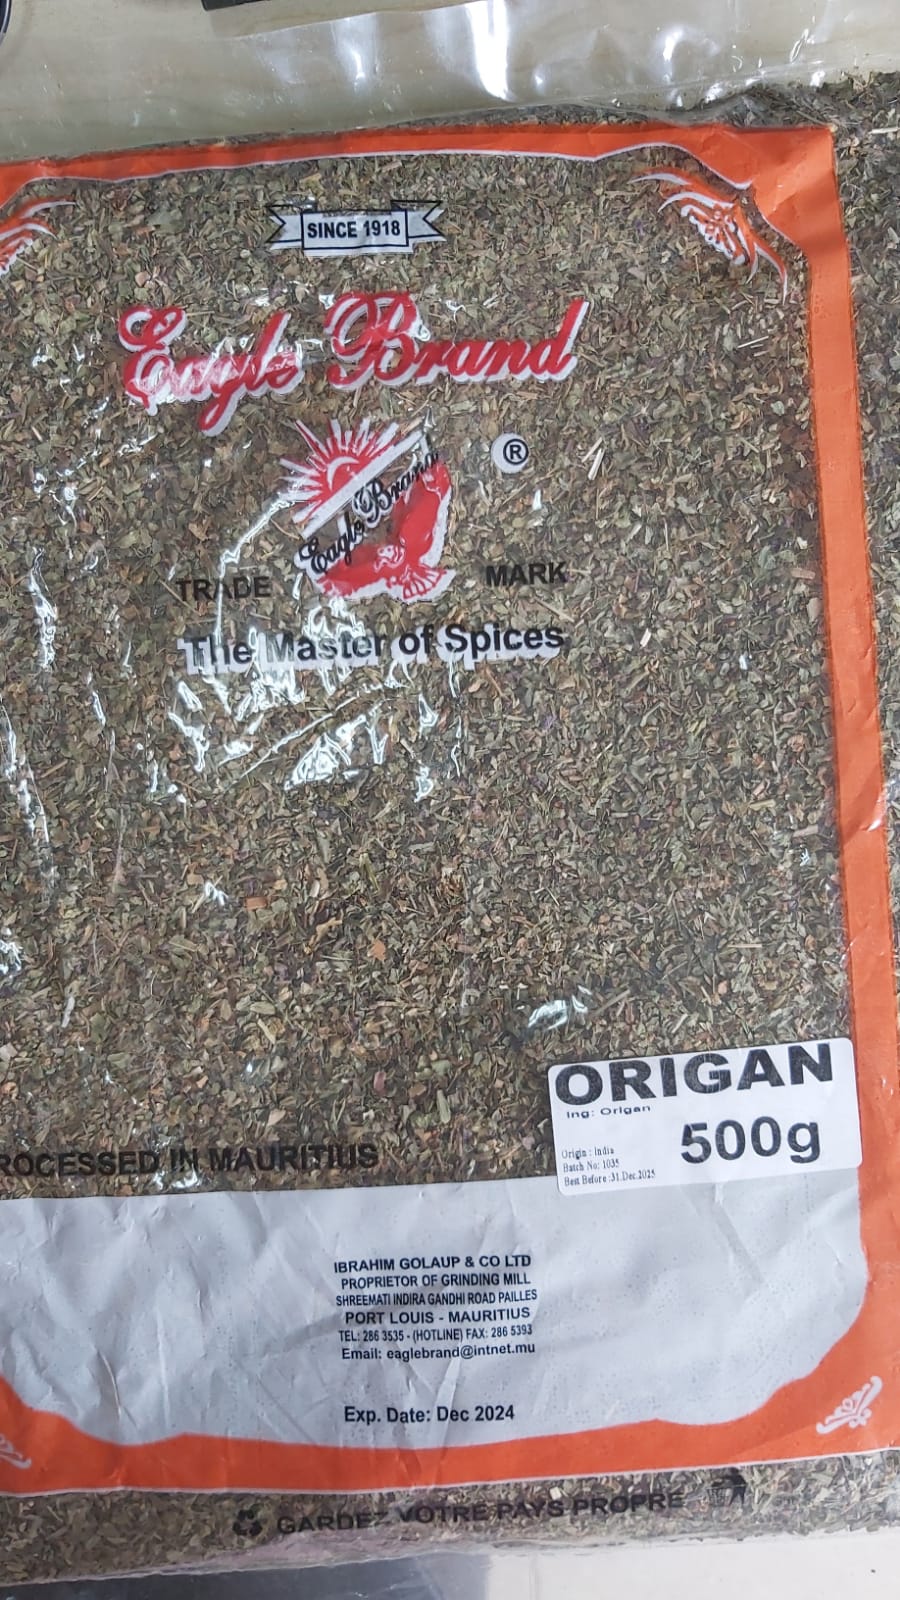 SINCE 1918
Eagle Brand
®
Eagle Brand
TRADE MARK
The Master of Spices
ORIGAN
Ing: Origan
500g
Origin : India
Batch No: 1035
Best Before :31.Dec.2025
ROCESSED IN MAURITIUS
IBRAHIM GOLAUP & CO LTD
PROPRIETOR OF GRINDING MILL
SHREEMATI INDIRA GANDHI ROAD PAILLES
PORT LOUIS - MAURITIUS
TEL: 286 3535 - (HOTLINE) FAX: 286 5393
Email: eaglebrand@intnet.mu
Exp. Date: Dec 2024
GARDEZ VOTRE PAYS PROPRE